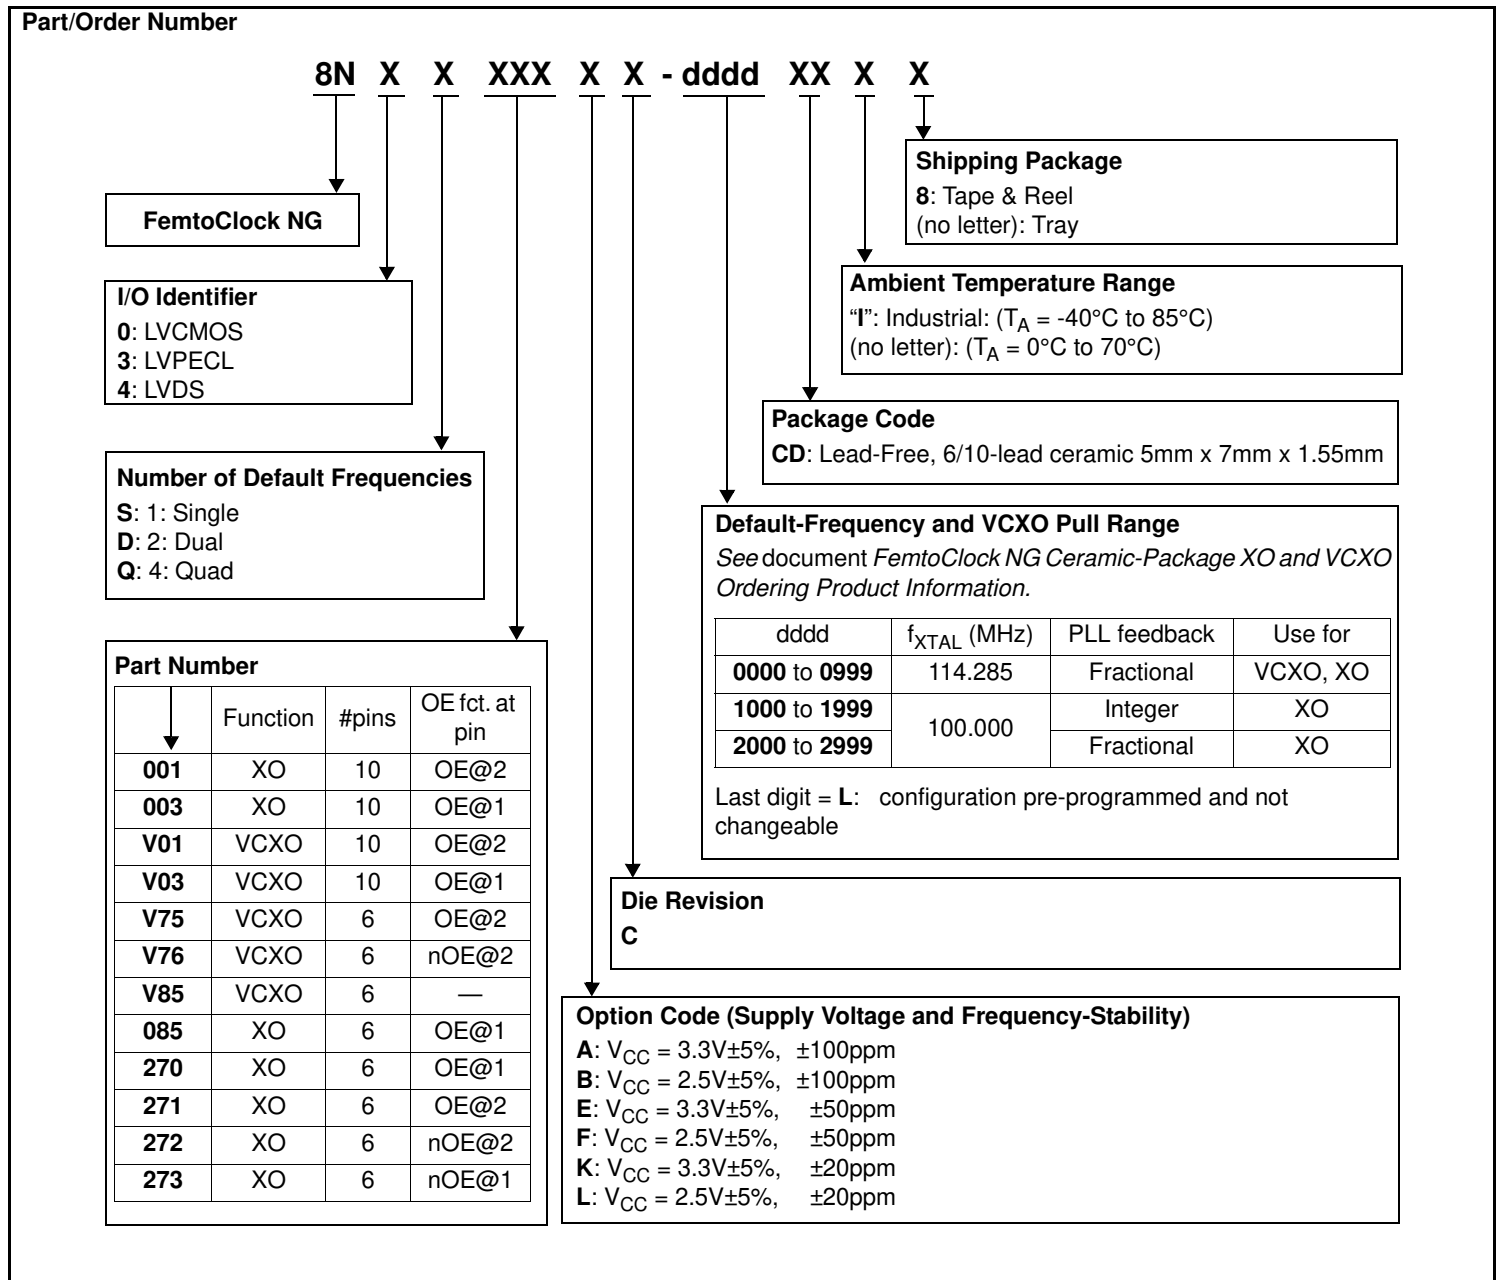 Part/Order Number
8N X X XXX X X - dddd XX X X
Shipping Package
8: Tape & Reel
(no letter): Tray
FemtoClock NG
Ambient Temperature Range
“I”: Industrial: (TA = -40°C to 85°C)
(no letter): (TA = 0°C to 70°C)
I/O Identifier
0: LVCMOS
3: LVPECL
4: LVDS
Package Code
CD: Lead-Free, 6/10-lead ceramic 5mm x 7mm x 1.55mm
Number of Default Frequencies
S: 1: Single
D: 2: Dual
Q: 4: Quad
Default-Frequency and VCXO Pull Range
See document FemtoClock NG Ceramic-Package XO and VCXO
Ordering Product Information.
dddd fXTAL (MHz) PLL feedback Use for
0000 to 0999 114.285 Fractional VCXO, XO
1000 to 1999 100.000 Integer XO
2000 to 2999 Fractional XO
Last digit = L: configuration pre-programmed and not
changeable
Part Number
Function #pins OE fct. at
pin
001 XO 10 OE@2
003 XO 10 OE@1
V01 VCXO 10 OE@2
V03 VCXO 10 OE@1
V75 VCXO 6 OE@2
V76 VCXO 6 nOE@2
V85 VCXO 6 —
085 XO 6 OE@1
270 XO 6 OE@1
271 XO 6 OE@2
272 XO 6 nOE@2
273 XO 6 nOE@1
Die Revision
C
Option Code (Supply Voltage and Frequency-Stability)
A: VCC = 3.3V±5%, ±100ppm
B: VCC = 2.5V±5%, ±100ppm
E: VCC = 3.3V±5%, ±50ppm
F: VCC = 2.5V±5%, ±50ppm
K: VCC = 3.3V±5%, ±20ppm
L: VCC = 2.5V±5%, ±20ppm